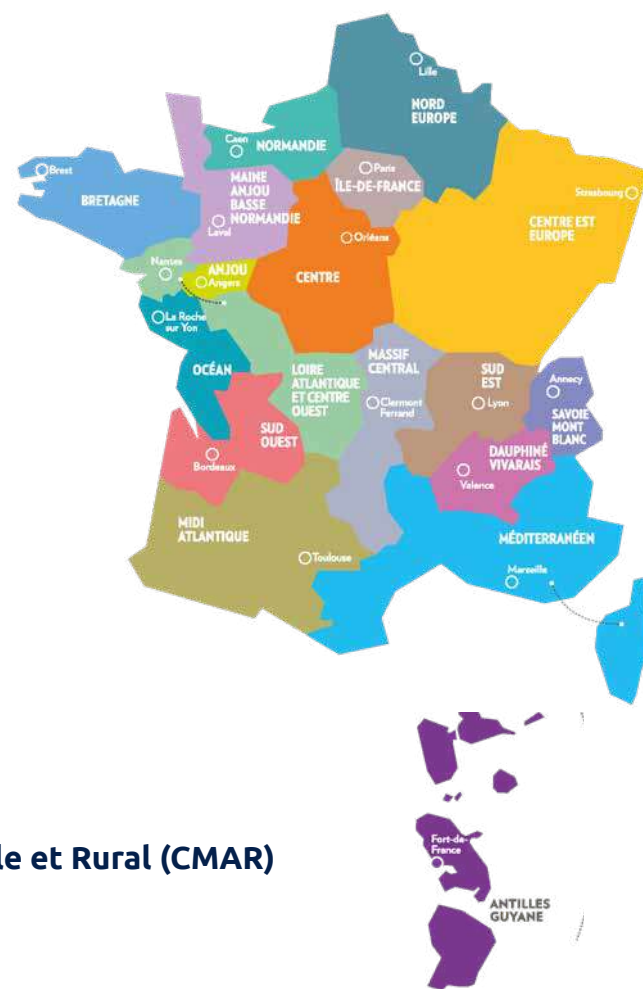 Lille
NORD
EUROPE
Caen
NORMANDIE
Paris
ÎLE-DE-FRANCE
Brest
BRETAGNE
MAINE
ANJOU
BASSE
NORMANDIE
Laval
Strasbourg
CENTRE EST
EUROPE
Orléans
CENTRE
Nantes
ANJOU
Angers
La Roche
sur Yon
OCÉAN
LOIRE
ATLANTIQUE
ET CENTRE
OUEST
MASSIF
CENTRAL
Clermont
Ferrand
SUD
EST
Lyon
Annecy
SAVOIE
MONT
BLANC
SUD
OUEST
Bordeaux
DAUPHINÉ
VIVARAIS
Valence
MIDI
ATLANTIQUE
Toulouse
MÉDITERRANÉEN
Marseille
le et Rural (CMAR)
Fort-de-
France
ANTILLES
GUYANE